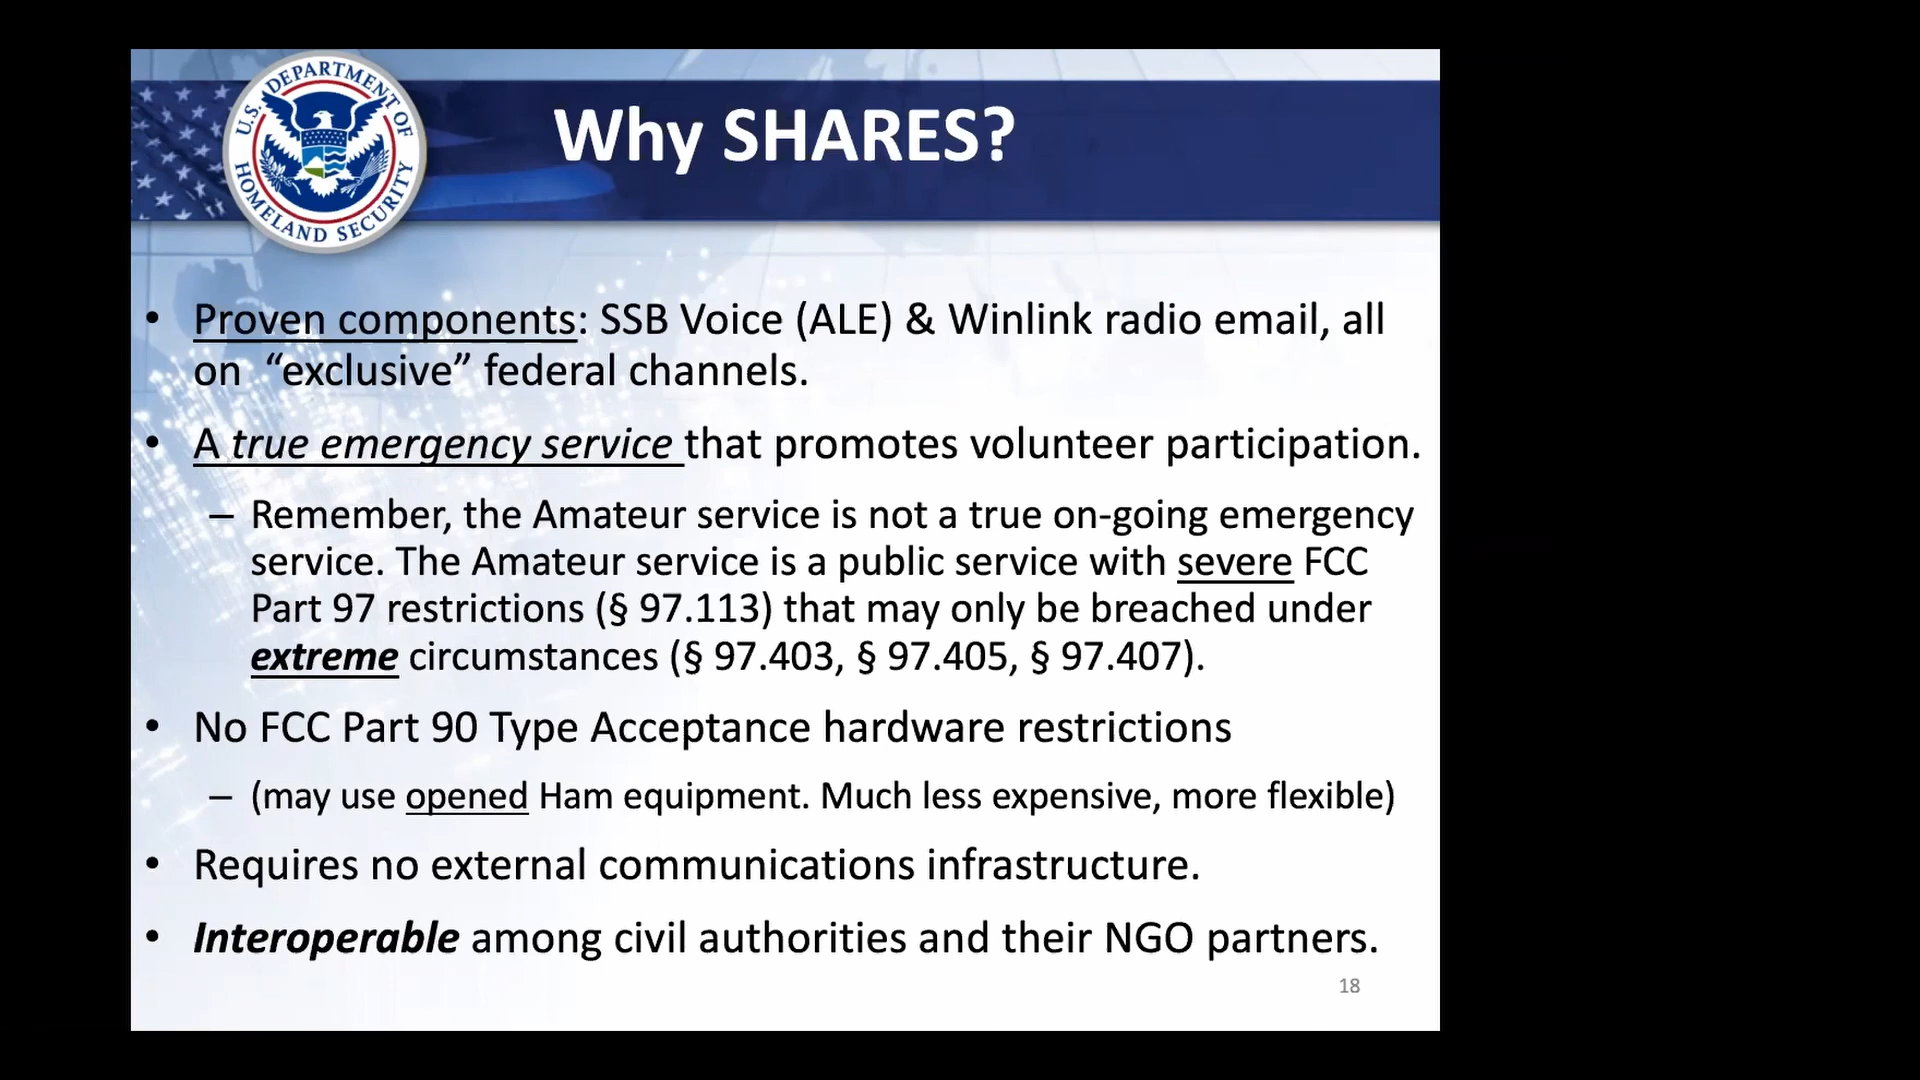 U.S. DEPARTMENT OF
HOMELAND SECURITY
Why SHARES?
• Proven components: SSB Voice (ALE) & Winlink radio email, all
on “exclusive” federal channels.
• A true emergency service that promotes volunteer participation.
– Remember, the Amateur service is not a true on-going emergency
service. The Amateur service is a public service with severe FCC
Part 97 restrictions (§ 97.113) that may only be breached under
extreme circumstances (§ 97.403, § 97.405, § 97.407).
• No FCC Part 90 Type Acceptance hardware restrictions
– (may use opened Ham equipment. Much less expensive, more flexible)
• Requires no external communications infrastructure.
• Interoperable among civil authorities and their NGO partners.
18